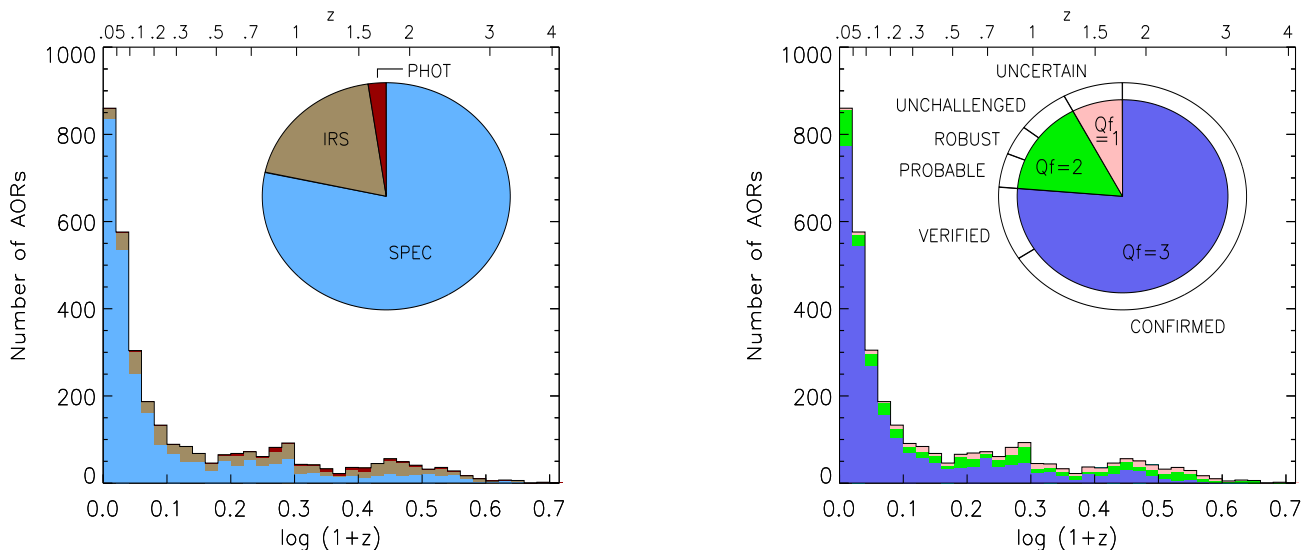 z
.05 .1 .2 .3 .5 .7 1 1.5 2 3 4
1000
800
600
400
200
0
Number of AORs
PHOT
IRS
SPEC
0.0 0.1 0.2 0.3 0.4 0.5 0.6 0.7
log (1+z)
z
.05 .1 .2 .3 .5 .7 1 1.5 2 3 4
1000
800
600
400
200
0
Number of AORs
UNCERTAIN
UNCHALLENGED
ROBUST
PROBABLE
VERIFIED
CONFIRMED
Qf
=1
Qf=2
Qf=3
0.0 0.1 0.2 0.3 0.4 0.5 0.6 0.7
log (1+z)